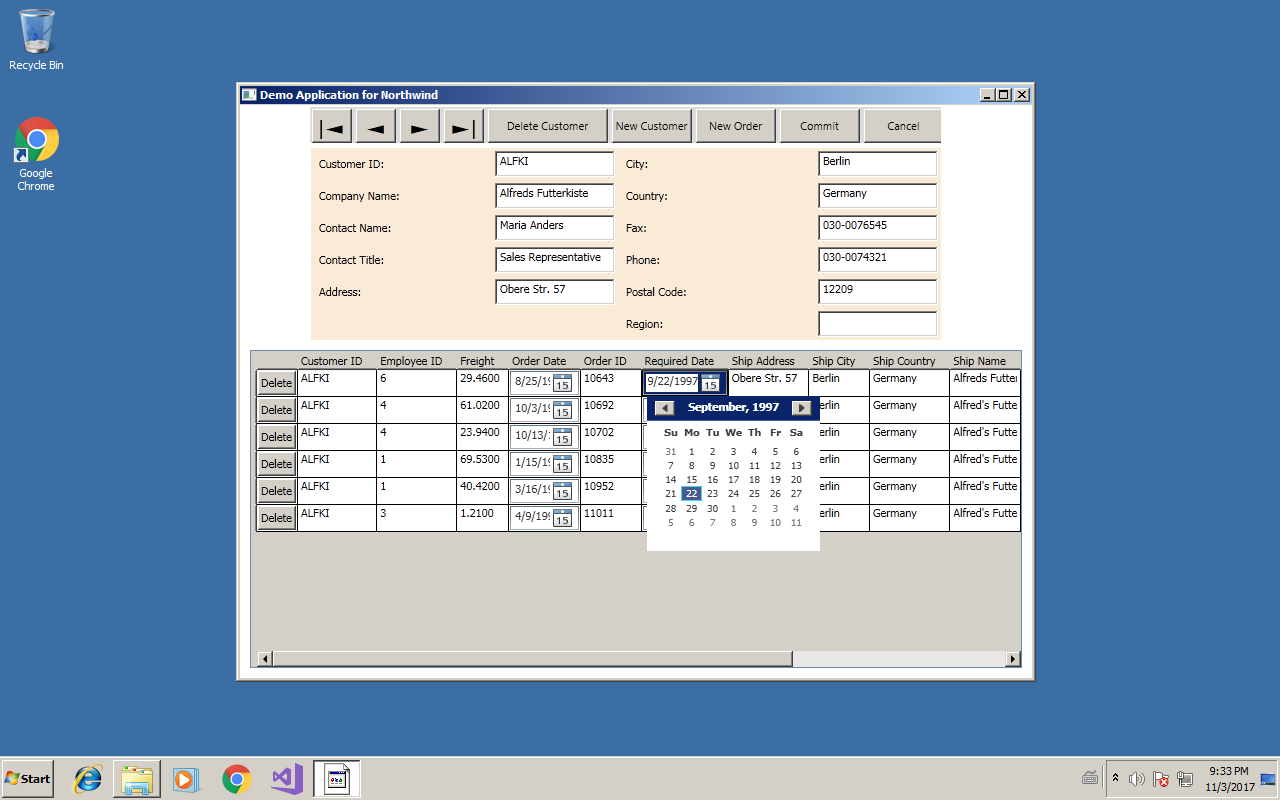 Recycle Bin
Google
Chrome
Demo Application for Northwind
Delete Customer New Customer New Order Commit Cancel
Customer ID: ALFKI City: Berlin
Company Name: Alfreds Futterkiste Country: Germany
Contact Name: Maria Anders Fax: 030-0076545
Contact Title: Sales Representative Phone: 030-0074321
Address: Obere Str. 57 Postal Code: 12209
Region:
Customer ID Employee ID Freight Order Date Order ID Required Date Ship Address Ship City Ship Country Ship Name
Delete ALFKI 6 29.4600 8/25/19 15 10643 9/22/1997 15 Obere Str. 57 Berlin Germany Alfreds Futter
Delete ALFKI 4 61.0200 10/3/19 15 10692 erlin Germany Alfred's Futte
Delete ALFKI 4 23.9400 10/13/ 15 10702 erlin Germany Alfred's Futte
Delete ALFKI 1 69.5300 1/15/19 15 10835 erlin Germany Alfred's Futte
Delete ALFKI 1 40.4200 3/16/19 15 10952 erlin Germany Alfred's Futte
Delete ALFKI 3 1.2100 4/9/199 15 11011 erlin Germany Alfred's Futte
September, 1997
Su Mo Tu We Th Fr Sa
31 1 2 3 4 5 6
7 8 9 10 11 12 13
14 15 16 17 18 19 20
21 22 23 24 25 26 27
28 29 30 1 2 3 4
5 6 7 8 9 10 11
Start
9:33 PM
11/3/2017